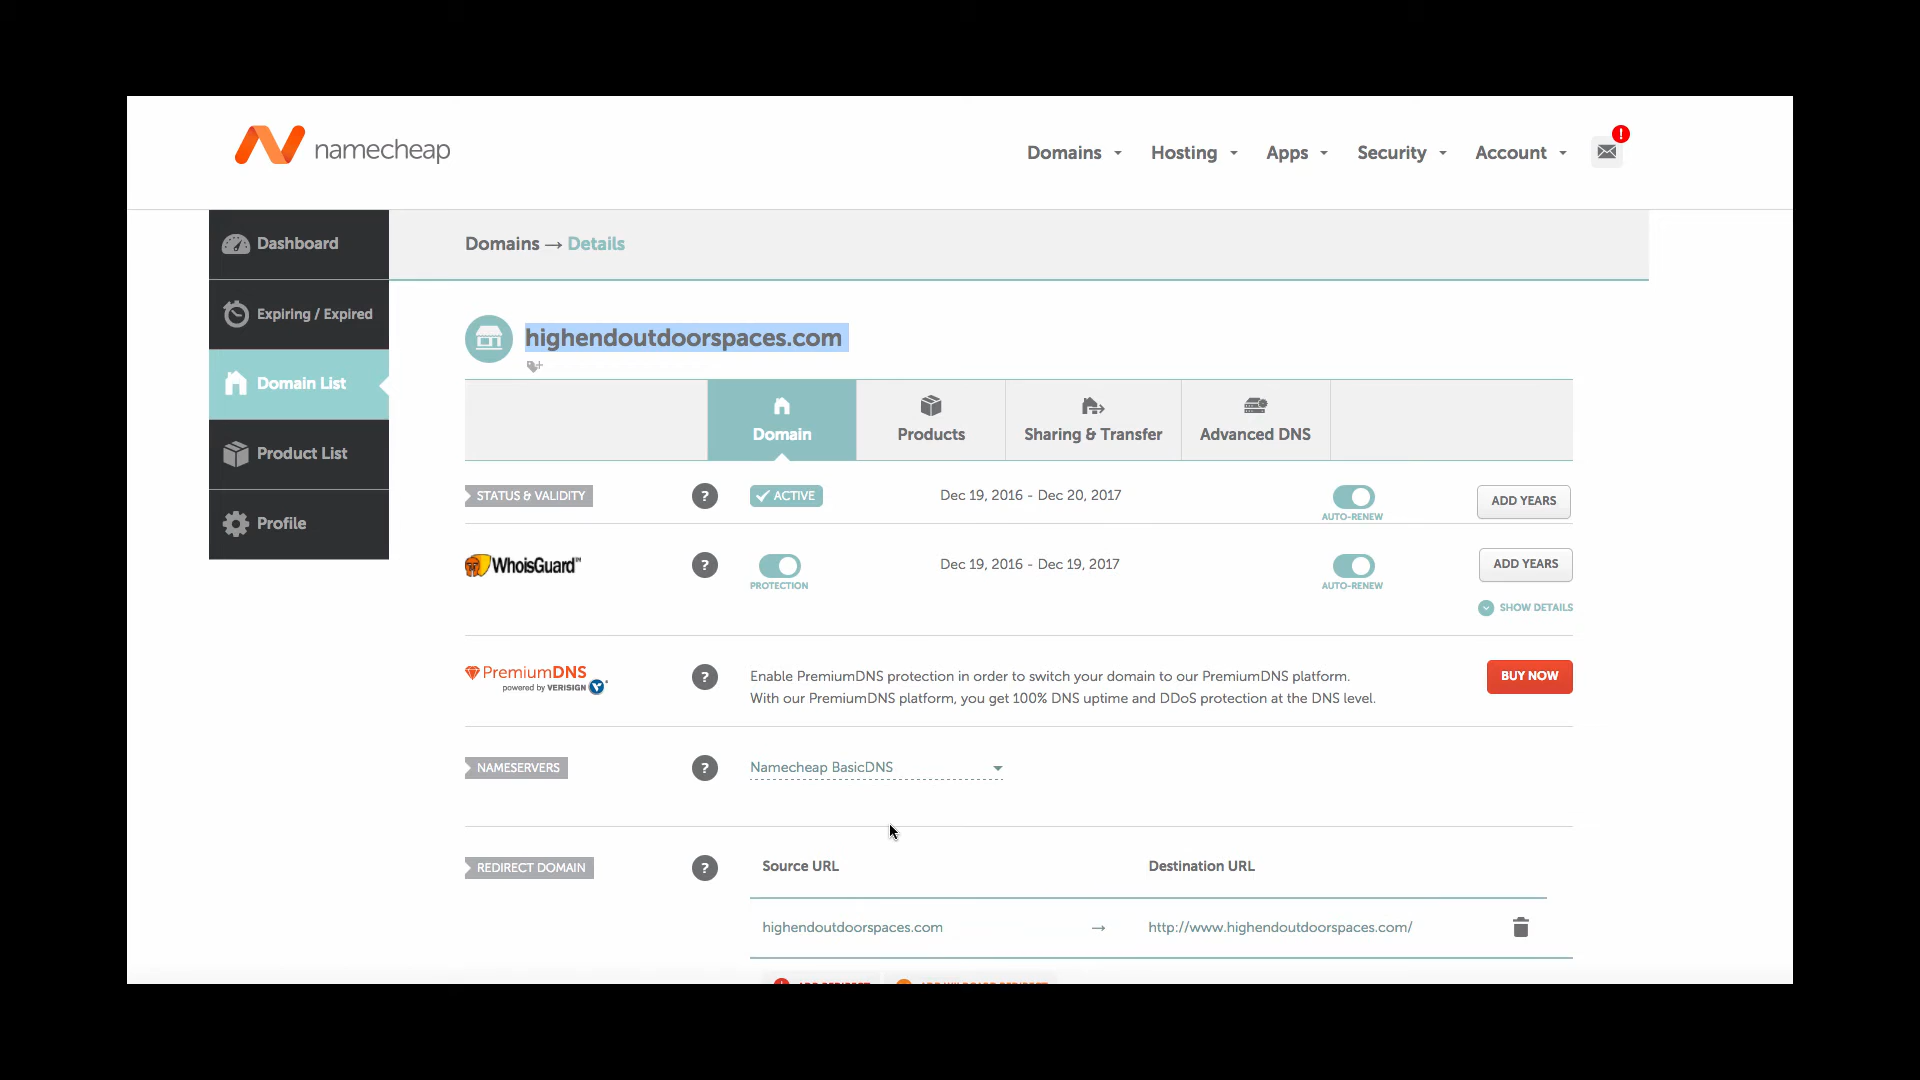 namecheap
Domains
Hosting
Apps
Security
Account
!
Dashboard
Expiring / Expired
Domain List
Product List
Profile
Domains → Details
highendoutdoorspaces.com
Domain
Products
Sharing & Transfer
Advanced DNS
STATUS & VALIDITY
?
ACTIVE
Dec 19, 2016 - Dec 20, 2017
AUTO-RENEW
ADD YEARS
WhoisGuard™
?
PROTECTION
Dec 19, 2016 - Dec 19, 2017
AUTO-RENEW
ADD YEARS
SHOW DETAILS
PremiumDNS
powered by VERISIGN
?
Enable PremiumDNS protection in order to switch your domain to our PremiumDNS platform.
With our PremiumDNS platform, you get 100% DNS uptime and DDoS protection at the DNS level.
BUY NOW
NAMESERVERS
?
Namecheap BasicDNS
REDIRECT DOMAIN
?
Source URL
Destination URL
highendoutdoorspaces.com
→
http://www.highendoutdoorspaces.com/